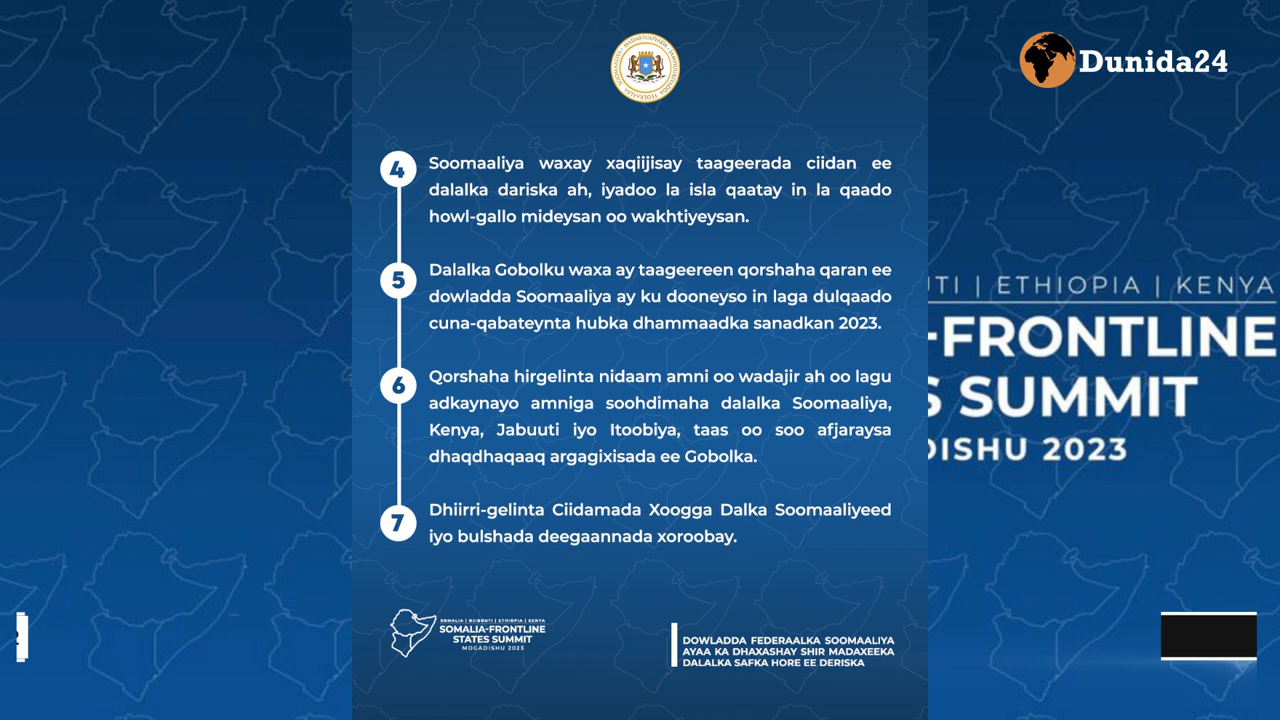 Dunida24
4
Soomaaliya waxay xaqiijisay taageerada ciidan ee
dalalka dariska ah, iyadoo la isla qaatay in la qaado
howl-gallo mideysan oo wakhtiyeysan.
5
Dalalka Gobolku waxa ay taageereen qorshaha qaran ee
dowladda Soomaaliya ay ku dooneyso in laga dulqaado
cuna-qabateynta hubka dhammaadka sanadkan 2023.
6
Qorshaha hirgelinta nidaam amni oo wadajir ah oo lagu
adkaynayo amniga soohdimaha dalalka Soomaaliya,
Kenya, Jabuuti iyo Itoobiya, taas oo soo afjaraysa
dhaqdhaqaaq argagixisada ee Gobolka.
7
Dhiirri-gelinta Ciidamada Xoogga Dalka Soomaaliyeed
iyo bulshada deegaannada xoroobay.
SOMALIA | DJIBOUTI | ETHIOPIA | KENYA
SOMALIA-FRONTLINE
STATES SUMMIT
MOGADISHU 2023
DOWLADDA FEDERAALKA SOOMAALIYA
AYAA KA DHAXASHAY SHIR MADAXEEKA
DALALKA SAFKA HORE EE DERISKA
TI | ETHIOPIA | KENYA
-FRONTLINE
S SUMMIT
DISHU 2023